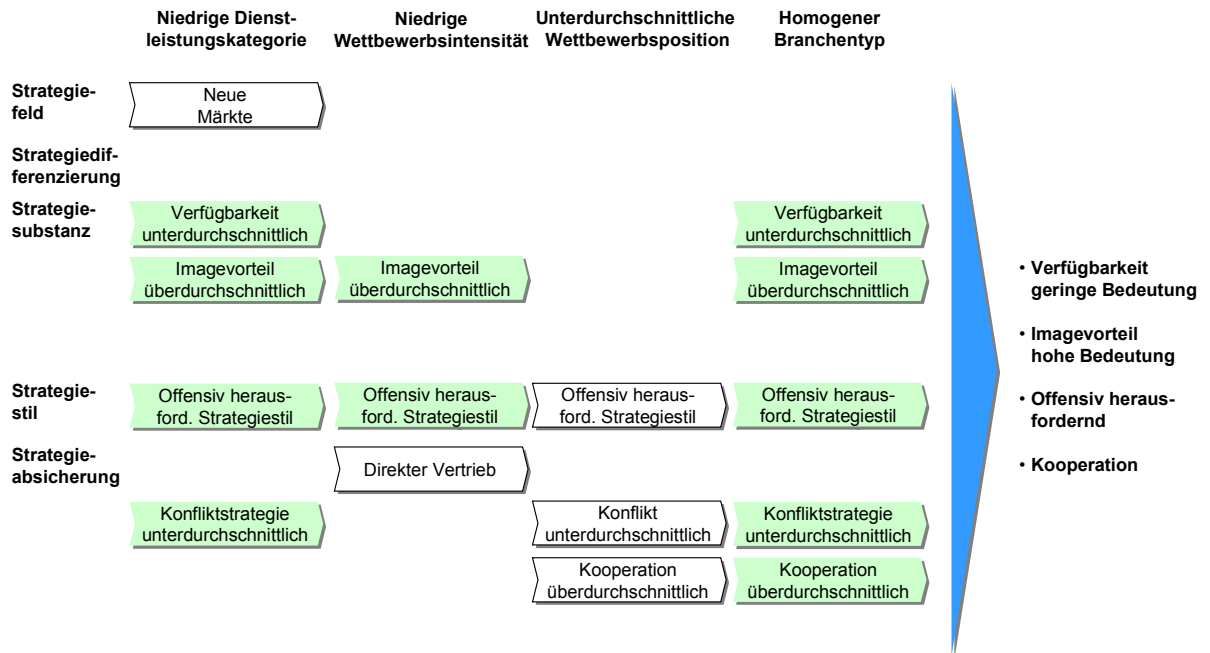 Niedrige Dienst-
leistungskategorie
Niedrige
Wettbewerbsintensität
Unterdurchschnittliche
Wettbewerbsposition
Homogener
Branchentyp
Strategie-
feld
Neue
Märkte
Strategiedif-
ferenzierung
Strategie-
substanz
Verfügbarkeit
unterdurchschnittlich
Verfügbarkeit
unterdurchschnittlich
Imagevorteil
überdurchschnittlich
Imagevorteil
überdurchschnittlich
Imagevorteil
überdurchschnittlich
Strategie-
stil
Offensiv heraus-
ford. Strategiestil
Offensiv heraus-
ford. Strategiestil
Offensiv heraus-
ford. Strategiestil
Offensiv heraus-
ford. Strategiestil
Strategie-
absicherung
Direkter Vertrieb
Konfliktstrategie
unterdurchschnittlich
Konflikt
unterdurchschnittlich
Konfliktstrategie
unterdurchschnittlich
Kooperation
überdurchschnittlich
Kooperation
überdurchschnittlich
• Verfügbarkeit
geringe Bedeutung
• Imagevorteil
hohe Bedeutung
• Offensiv heraus-
fordernd
• Kooperation